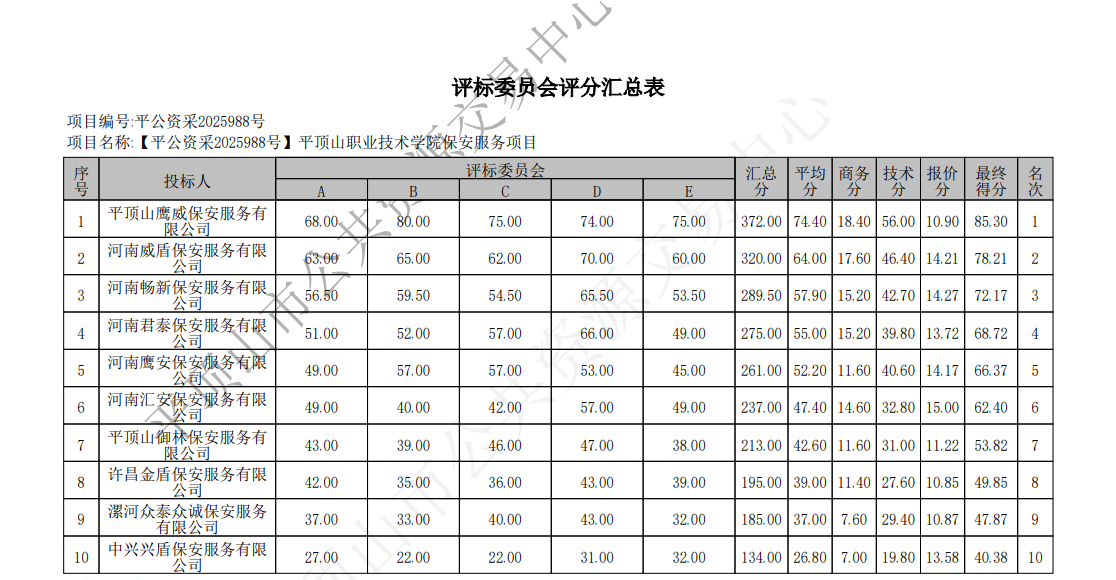 评标委员会评分汇总表
项目编号:平公资采2025988号
项目名称:【平公资采2025988号】平顶山职业技术学院保安服务项目
序号 投标人 评标委员会 汇总分 平均分 商务分 技术分 报价分 最终得分 名次
A B C D E
1 平顶山鹰威保安服务有限公司 68.00 80.00 75.00 74.00 75.00 372.00 74.40 18.40 56.00 10.90 85.30 1
2 河南威盾保安服务有限公司 63.00 65.00 62.00 70.00 60.00 320.00 64.00 17.60 46.40 14.21 78.21 2
3 河南畅新保安服务有限公司 56.50 59.50 54.50 65.50 53.50 289.50 57.90 15.20 42.70 14.27 72.17 3
4 河南君泰保安服务有限公司 51.00 52.00 57.00 66.00 49.00 275.00 55.00 15.20 39.80 13.72 68.72 4
5 河南鹰安保安服务有限公司 49.00 57.00 57.00 53.00 45.00 261.00 52.20 11.60 40.60 14.17 66.37 5
6 河南汇安保安服务有限公司 49.00 40.00 42.00 57.00 49.00 237.00 47.40 14.60 32.80 15.00 62.40 6
7 平顶山御林保安服务有限公司 43.00 39.00 46.00 47.00 38.00 213.00 42.60 11.60 31.00 11.22 53.82 7
8 许昌金盾保安服务有限公司 42.00 35.00 36.00 43.00 39.00 195.00 39.00 11.40 27.60 10.85 49.85 8
9 漯河众泰众诚保安服务有限公司 37.00 33.00 40.00 43.00 32.00 185.00 37.00 7.60 29.40 10.87 47.87 9
10 中兴兴盾保安服务有限公司 27.00 22.00 22.00 31.00 32.00 134.00 26.80 7.00 19.80 13.58 40.38 10
平顶山市公共资源交易中心
顶山市公共资源交易中心